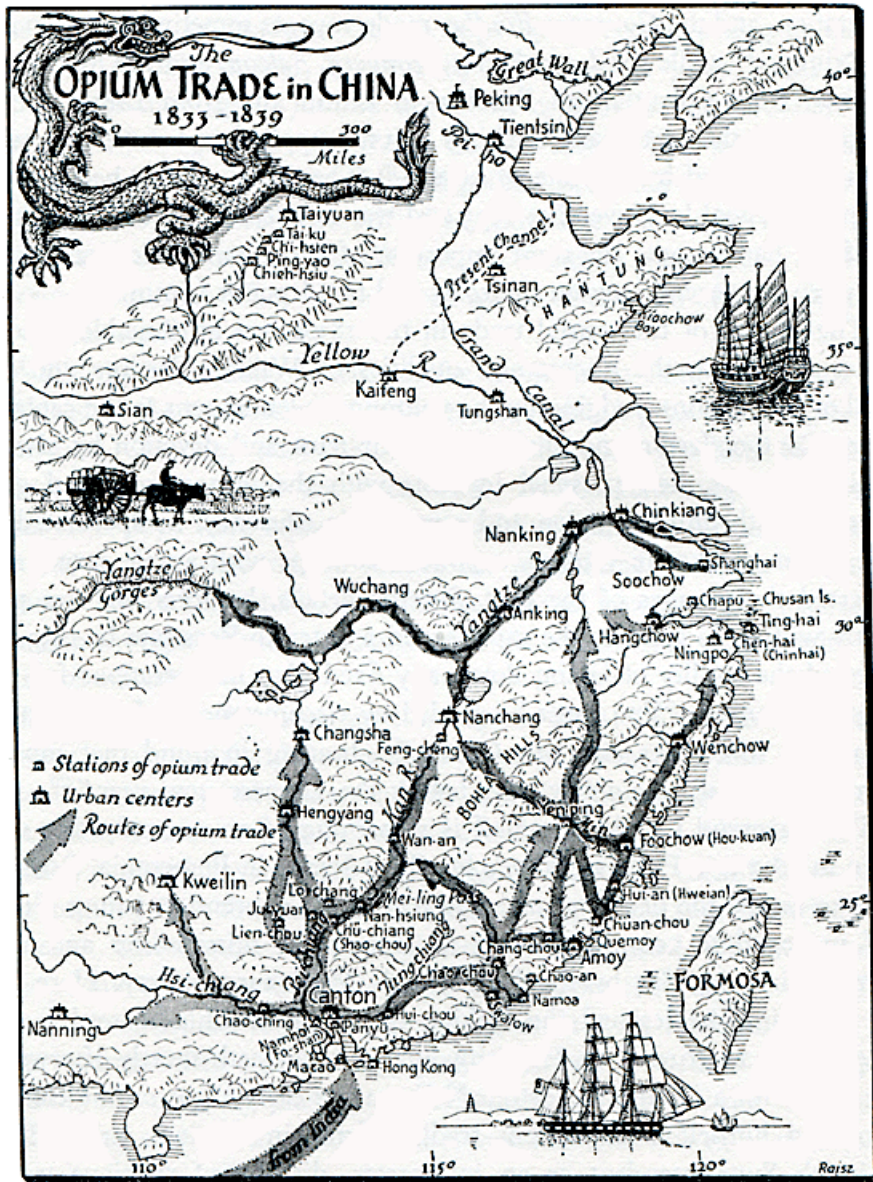 The
OPIUM TRADE in CHINA
1833-1839
0 300
Miles
Great Wall
40°
Peking
Tientsin
Pei-ho
Taiyuan
Tai-ku
Chi-hsien
Ping-yao
Chieh-hsiu
Present Channel
Tsinan
SHANTUNG
Kiaochow
Bay
Yellow R
35°
Grand Canal
Kaifeng
Tungshan
Sian
Chinkiang
Nanking
Soochow
Shanghai
Yangtze
Gorges
Wuchang
Yangtze R
Anking
Chapu
Chusan Is.
Ting-hai
Hangchow
Ningpo
Chen-hai
(Chinhai)
30°
Changsha
Nanchang
Feng-cheng
BOHEA HILLS
Wenchow
Stations of opium trade
Urban centers
Routes of opium trade
Hengyang
Kan R.
Yenping
Min
Wan-an
Foochow (Hou-kuan)
Kweilin
Lo-chang
Mei-ling Pass
Ju-yuan
Nan-hsiung
Lien-chou
Chü-chiang
(Shao-chou)
Hui-an (Hweian)
25°
Chüan-chou
Chang-chou
Quemoy
Amoy
Hsi-chiang
Pei-chiang
Tung-chiang
Chao-chou
Chao-an
FORMOSA
Canton
Namoa
Nanning
Chao-ching
Hui-chou
Swatow
Namhoi
(Fo-shan)
Panyü
Macao
Hong Kong
from India
110°
115°
120°
Raisz